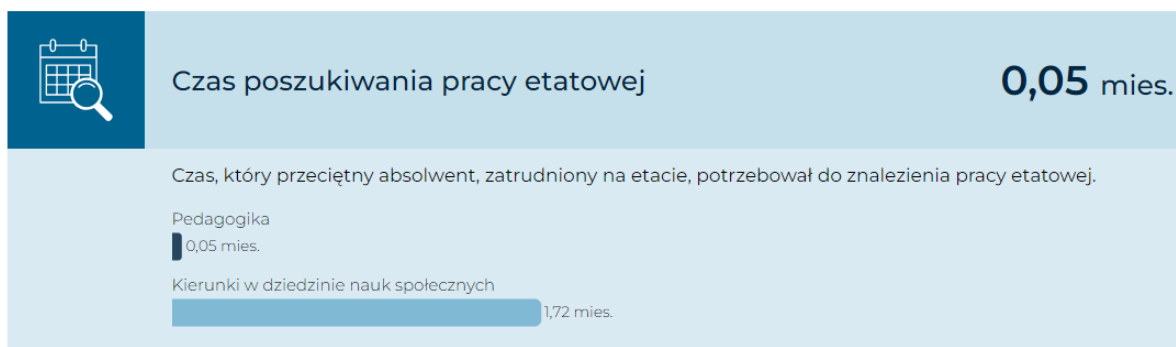 Czas poszukiwania pracy etatowej
0,05 mies.
Czas, który przeciętny absolwent, zatrudniony na etacie, potrzebował do znalezienia pracy etatowej.
Pedagogika
0,05 mies.
Kierunki w dziedzinie nauk społecznych
1,72 mies.